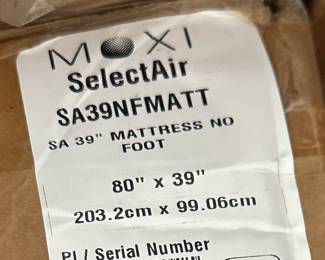 MOXI
SelectAir
SA39NFMATT
SA 39" MATTRESS NO
FOOT
80" x 39"
203.2cm x 99.06cm
PI / Serial Number